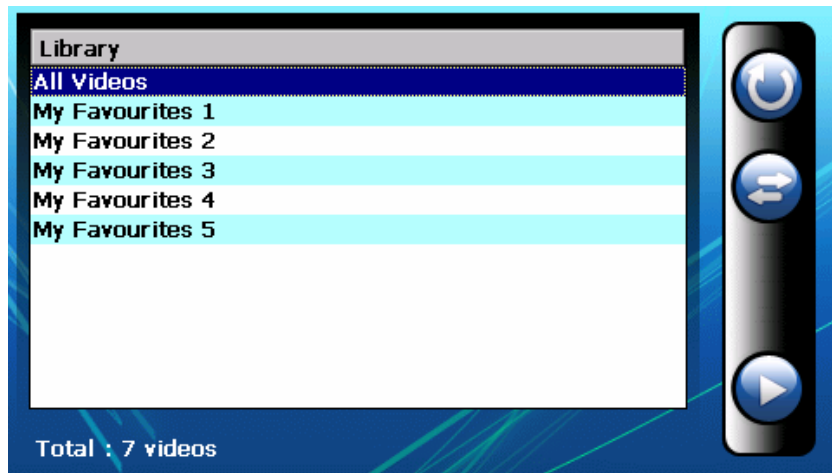 Library
All Videos
My Favourites 1
My Favourites 2
My Favourites 3
My Favourites 4
My Favourites 5
Total : 7 videos